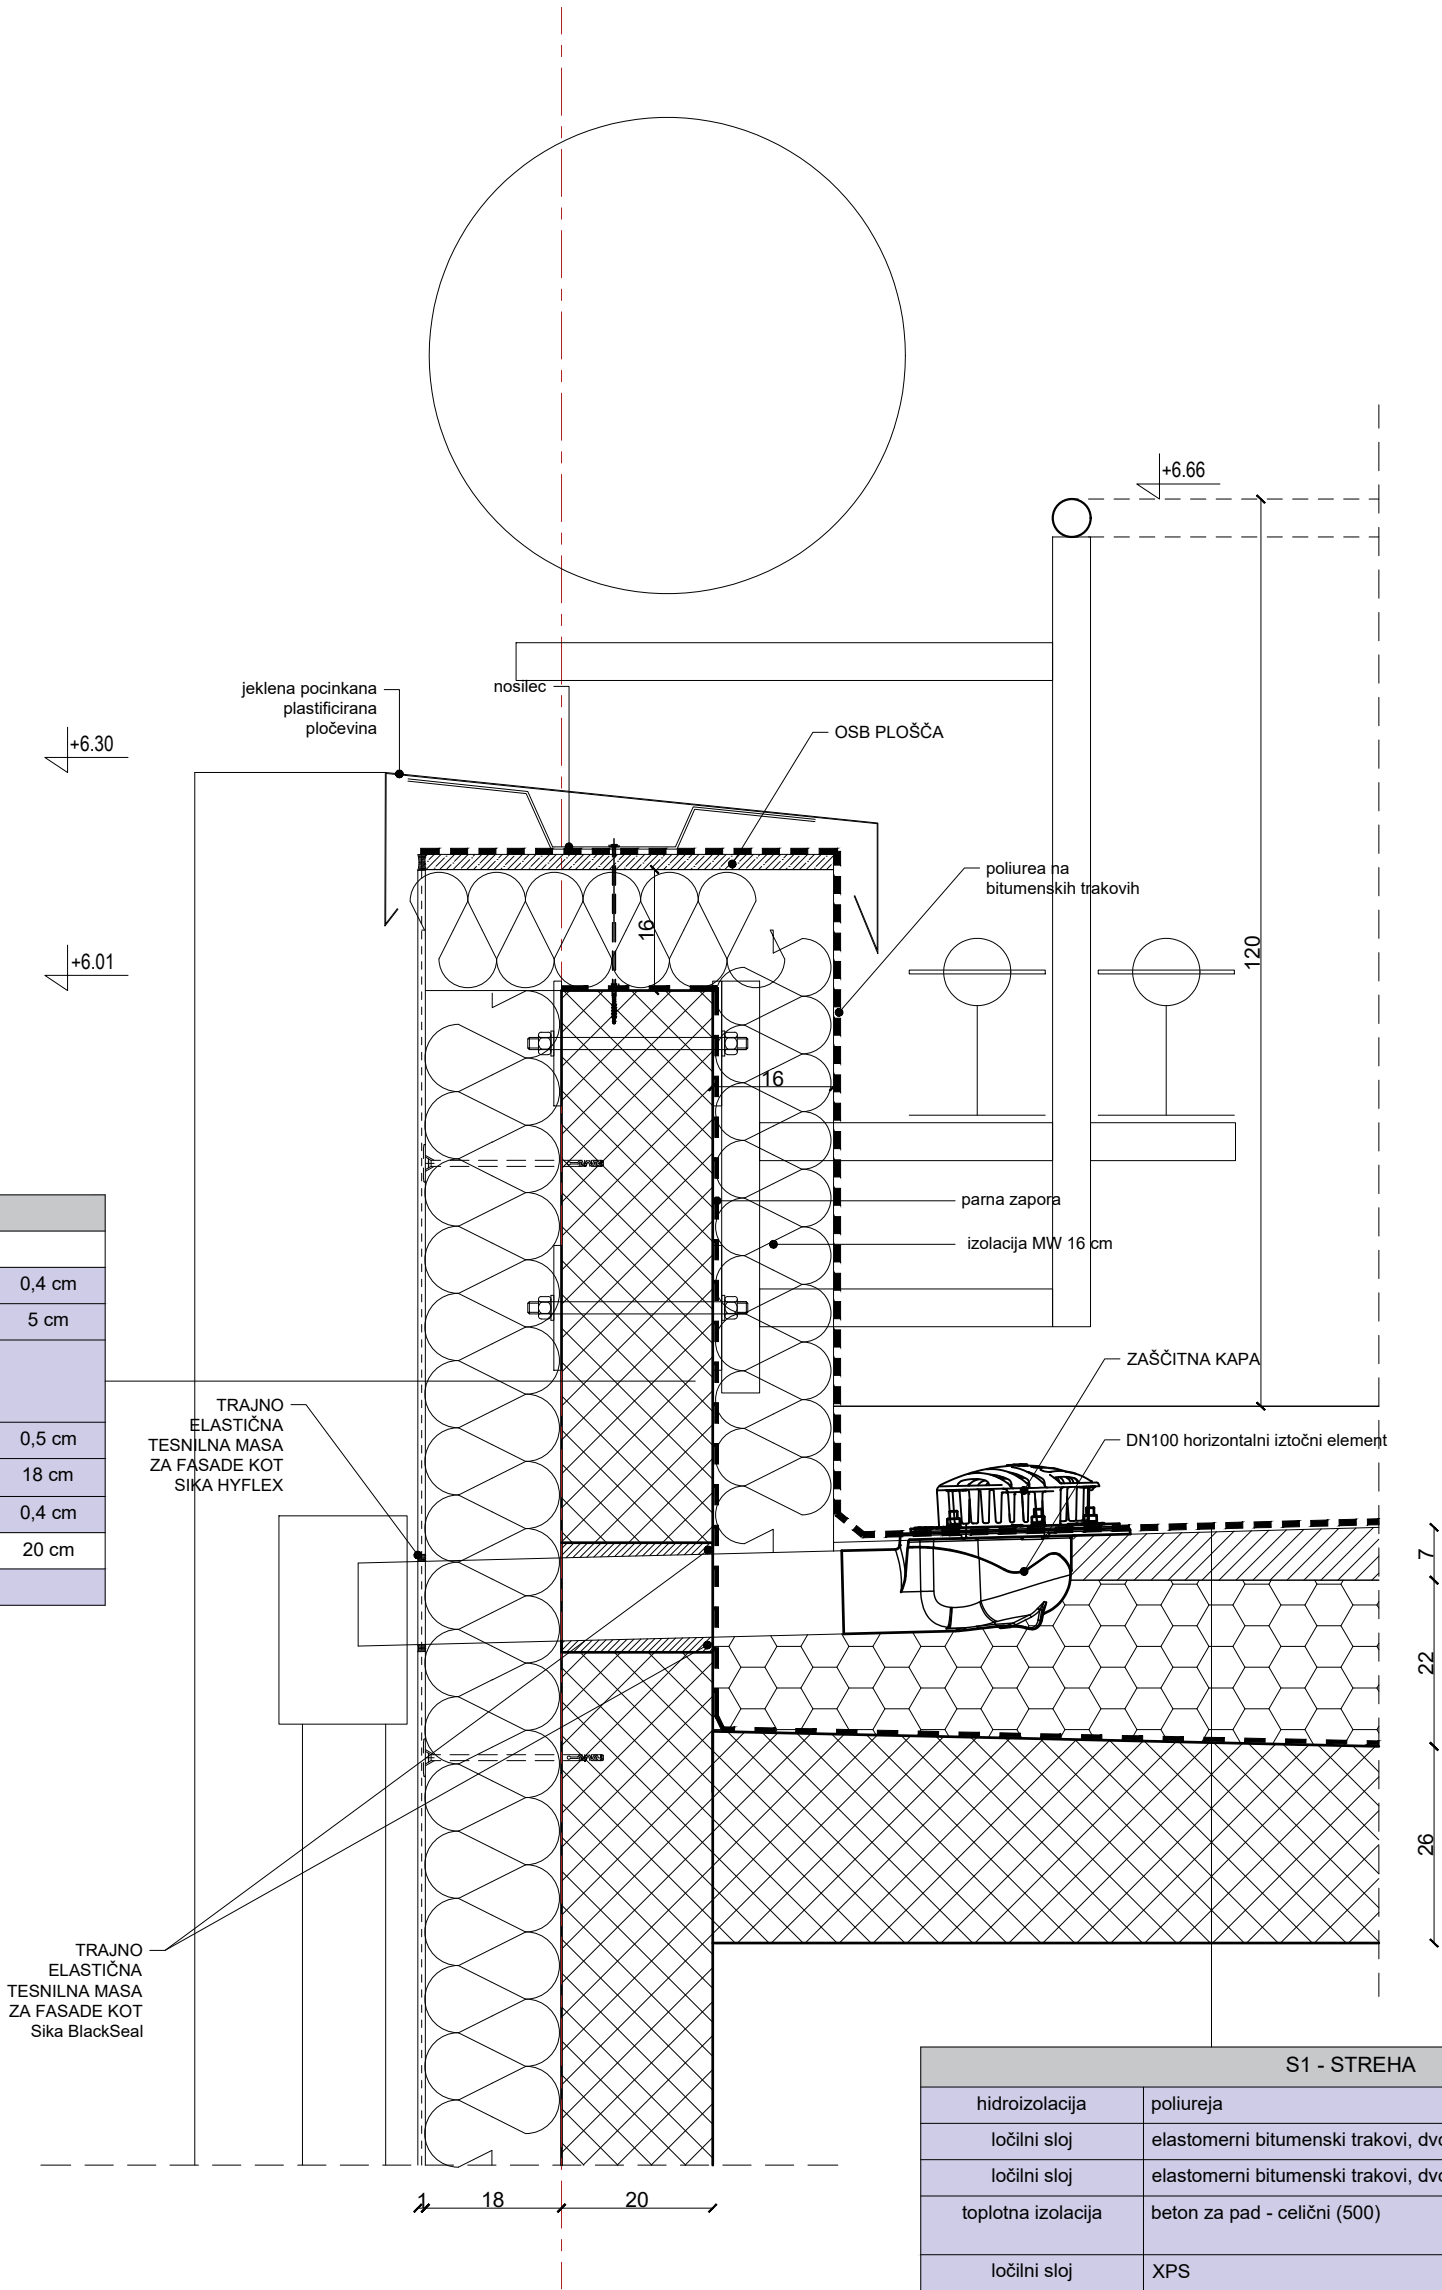 +6.66
jeklena pocinkana
plastificirana
pločevina
nosilec
OSB PLOŠČA
+6.30
poliurea na
bitumenskih trakovih
+6.01
16
120
16
parna zapora
izolacija MW 16 cm
0,4 cm
5 cm
0,5 cm
18 cm
0,4 cm
20 cm
TRAJNO
ELASTIČNA
TESNILNA MASA
ZA FASADE KOT
SIKA HYFLEX
ZAŠČITNA KAPA
DN100 horizontalni iztočni element
7
22
26
TRAJNO
ELASTIČNA
TESNILNA MASA
ZA FASADE KOT
Sika BlackSeal
1 18 20
S1 - STREHA
hidroizolacija poliureja
ločilni sloj elastomerni bitumenski trakovi,
ločilni sloj elastomerni bitumenski trakovi,
toplotna izolacija beton za pad - celični (500)
ločilni sloj XPS